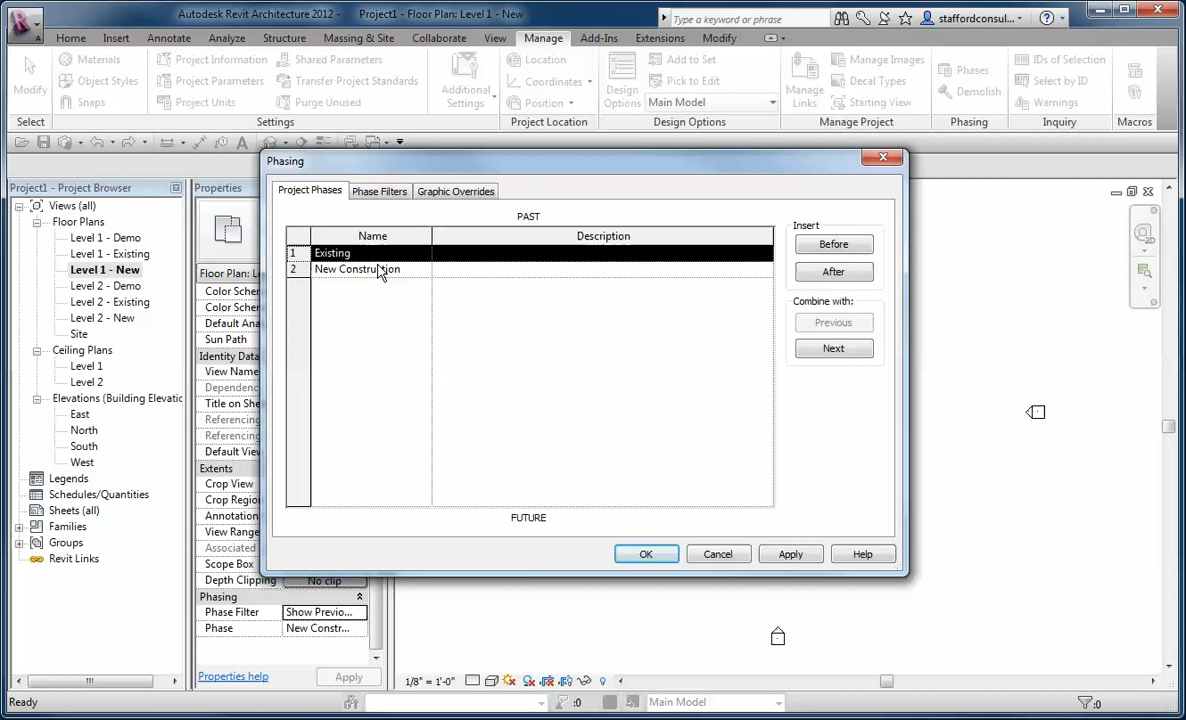 Autodesk Revit Architecture 2012 - Project1 - Floor Plan: Level 1 - New
Type a keyword or phrase
staffordconsul...
Home Insert Annotate Analyze Structure Massing & Site Collaborate View Manage Add-Ins Extensions Modify
Materials Project Information Shared Parameters Location Add to Set Manage Images Phases IDs of Selection
Modify Object Styles Project Parameters Transfer Project Standards Additional Settings Coordinates Design Options Pick to Edit Manage Links Decal Types Demolish Select by ID
Snaps Project Units Purge Unused Position Main Model Starting View Warnings
Select Settings Project Location Design Options Manage Project Phasing Inquiry Macros
Project1 - Project Browser
Views (all)
Floor Plans
Level 1 - Demo
Level 1 - Existing
Level 1 - New
Level 2 - Demo
Level 2 - Existing
Level 2 - New
Site
Ceiling Plans
Level 1
Level 2
Elevations (Building Elevatio
East
North
South
West
Legends
Schedules/Quantities
Sheets (all)
Families
Groups
Revit Links
Properties
Floor Plan: Level 1
Color Schem
Color Schem
Default Ana
Sun Path
Identity Data
View Name
Dependenc
Title on She
Referencing
Referencing
Default View
Extents
Crop View
Crop Regio
Annotation
View Range
Associated
Scope Box
Depth Clipping No clip
Phasing
Phase Filter Show Previo...
Phase New Constr...
Properties help Apply
Phasing
Project Phases Phase Filters Graphic Overrides
PAST
Name Description
1 Existing
2 New Construction
FUTURE
Insert
Before
After
Combine with:
Previous
Next
OK Cancel Apply Help
1/8" = 1'-0"
Ready :0 Main Model :0